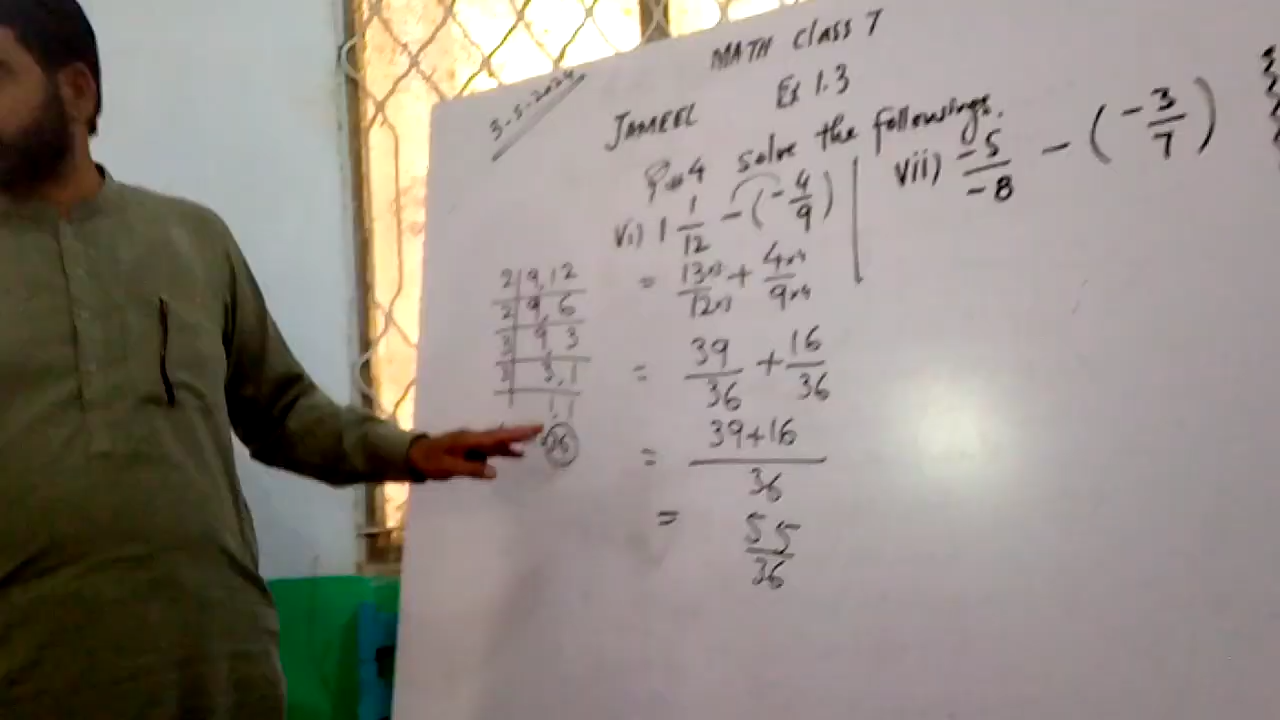 MATH Class 7
3-5-2024
JAMEEL Ex 1.3
Q no 4 Solve the followings.
vi) 1 1/12 - (- 4/9)
= 13×3/12×3 + 4×4/9×4
= 39/36 + 16/36
= 39+16/36
= 55/36
2 | 9, 12
2 | 9, 6
3 | 9, 3
3 | 3, 1
1, 1
36
vii) -5/-8 - (- 3/7)